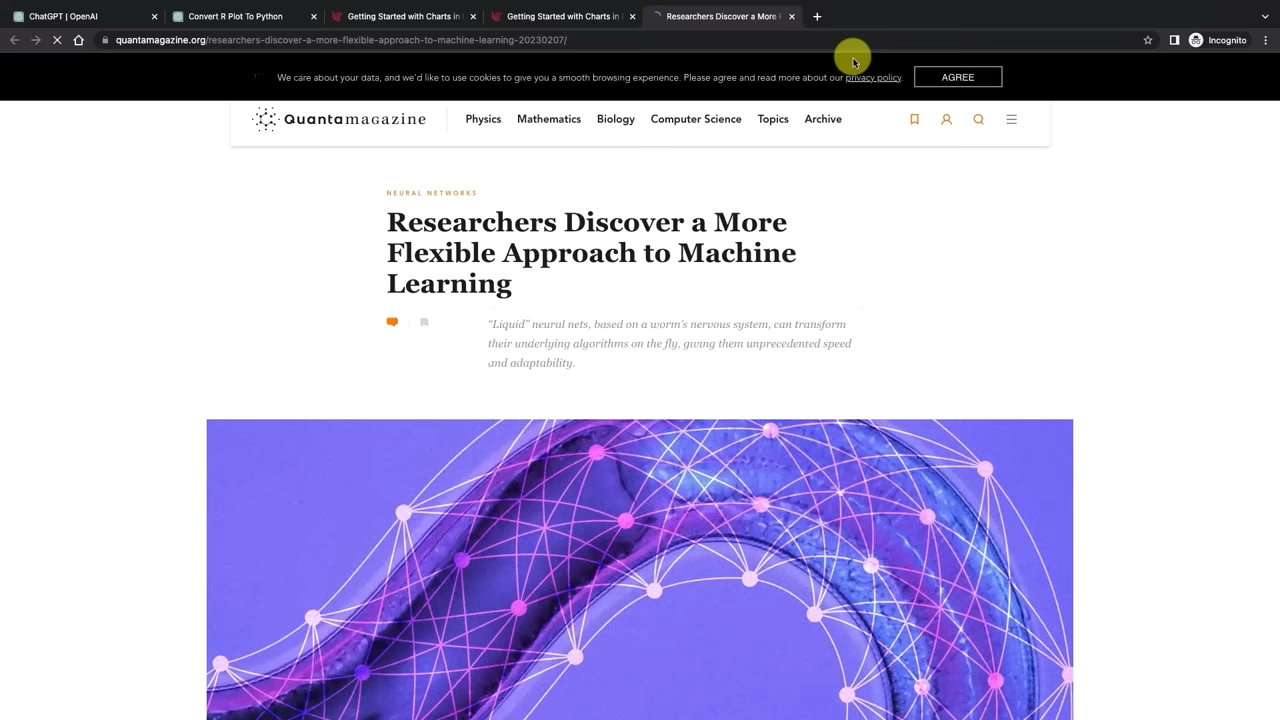 ChatGPT | OpenAI
Convert R Plot To Python
Getting Started with Charts in
Getting Started with Charts in
Researchers Discover a More
quantamagazine.org/researchers-discover-a-more-flexible-approach-to-machine-learning-20230207/
Incognito
We care about your data, and we'd like to use cookies to give you a smooth browsing experience. Please agree and read more about our privacy policy.
AGREE
Quantamagazine
Physics
Mathematics
Biology
Computer Science
Topics
Archive
NEURAL NETWORKS
Researchers Discover a More
Flexible Approach to Machine
Learning
“Liquid” neural nets, based on a worm's nervous system, can transform
their underlying algorithms on the fly, giving them unprecedented speed
and adaptability.